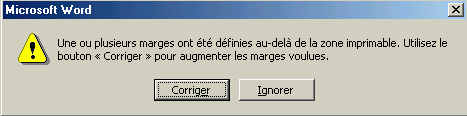 Microsoft Word
Une ou plusieurs marges ont été définies au-delà de la zone imprimable. Utilisez le
bouton « Corriger » pour augmenter les marges voulues.
Corriger
Ignorer